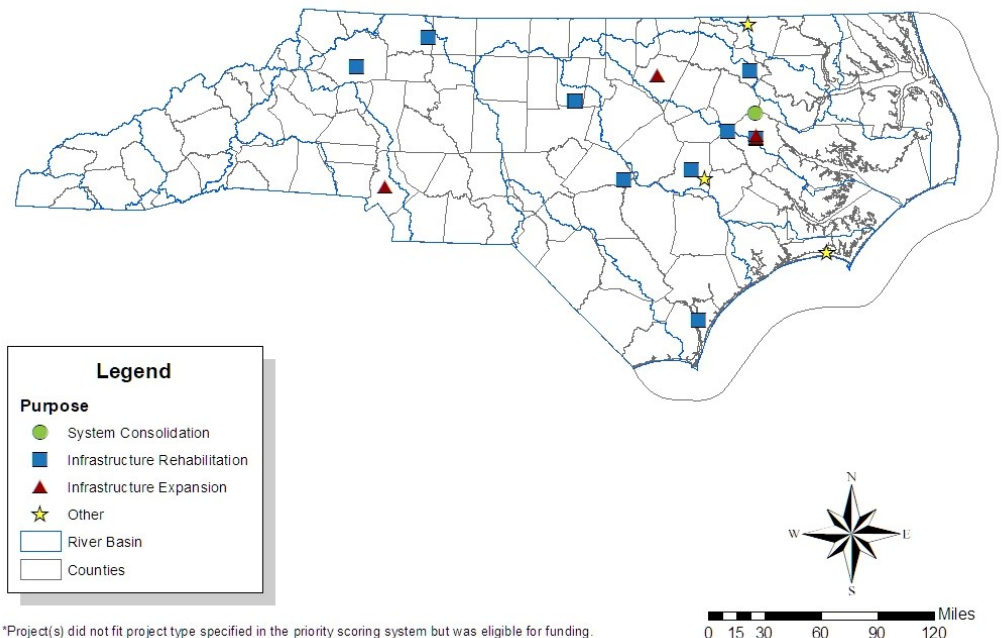 Legend
Purpose
System Consolidation
Infrastructure Rehabilitation
Infrastructure Expansion
Other
River Basin
Counties
N
W E
S
Miles
0 15 30 60 90 120
*Project(s) did not fit project type specified in the priority scoring system but was eligible for funding.